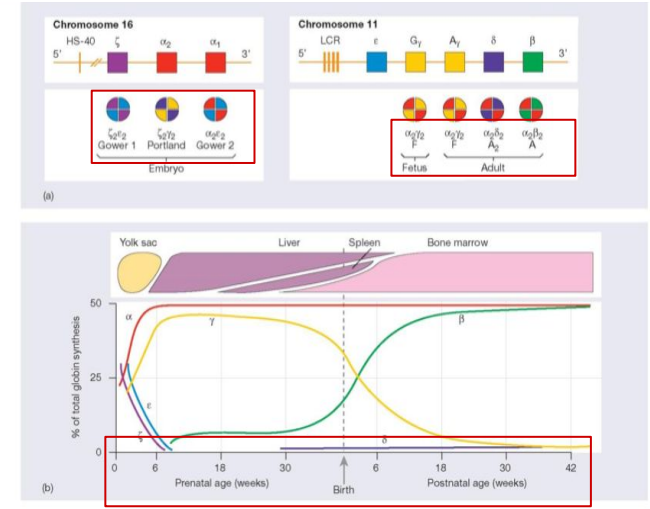 Chromosome 16
HS-40 ζ α2 α1
5' 3'
ζ2ε2 ζ2γ2 α2ε2
Gower 1 Portland Gower 2
Embryo
(a)
Chromosome 11
LCR ε Gγ Aγ δ β
5' 3'
α2γ2 α2γ2 α2δ2 α2β2
F F A2 A
Fetus Adult
Yolk sac Liver Spleen Bone marrow
% of total globin synthesis
50
25
0
α γ β
ε
ζ δ
0 6 18 30 6 18 30 42
Prenatal age (weeks) Birth Postnatal age (weeks)
(b)